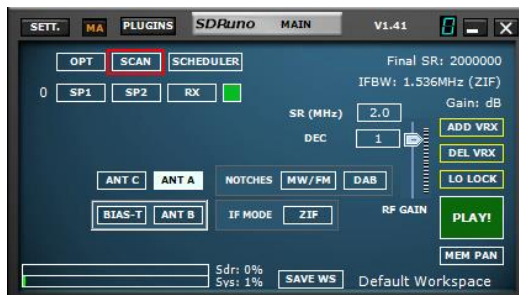 SETT. MA PLUGINS SDRuno MAIN V1.41 0
OPT SCAN SCHEDULER Final SR: 2000000
IFBW: 1.536MHz (ZIF)
0 SP1 SP2 RX Gain: dB
SR (MHz) 2.0
ADD VRX
DEC 1
DEL VRX
ANT C ANT A NOTCHES MW/FM DAB LO LOCK
BIAS-T ANT B IF MODE ZIF RF GAIN PLAY!
MEM PAN
Sdr: 0%
Sys: 1% SAVE WS Default Workspace